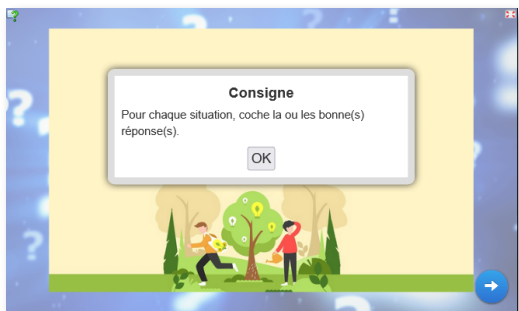 Consigne
Pour chaque situation, coche la ou les bonne(s)
réponse(s).
OK